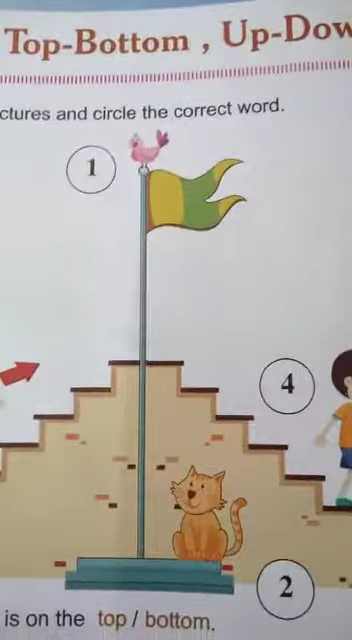 Top-Bottom , Up-Dow
ctures and circle the correct word.
1
4
2
is on the top / bottom.